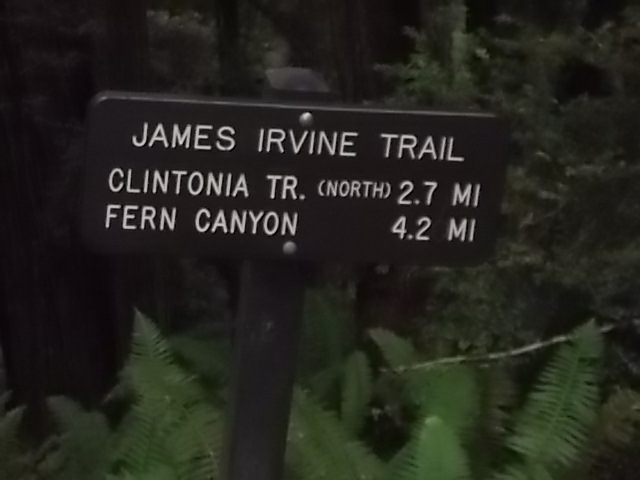 JAMES IRVINE TRAIL
CLINTONIA TR. (NORTH) 2.7 MI
FERN CANYON 4.2 MI